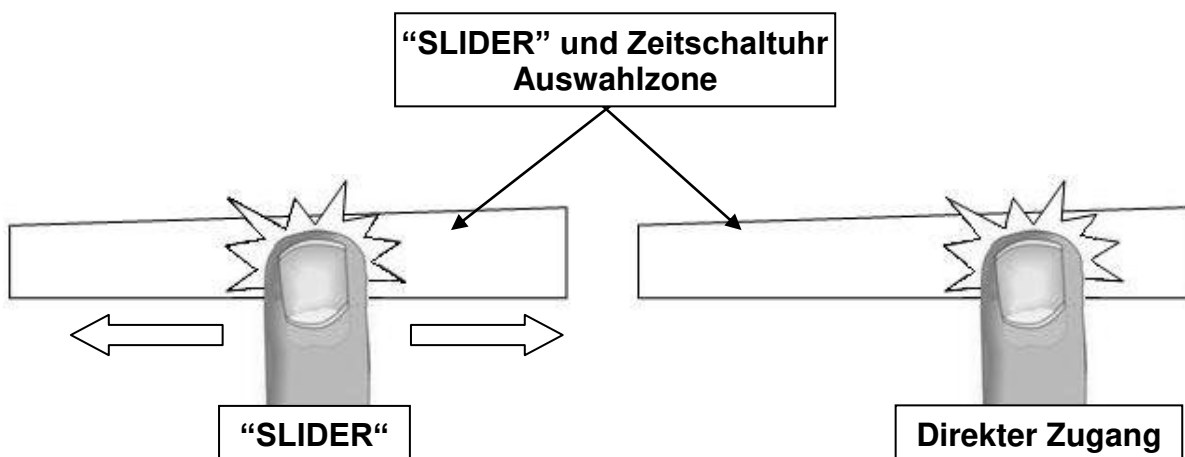 “SLIDER” und Zeitschaltuhr
Auswahlzone
“SLIDER“
Direkter Zugang